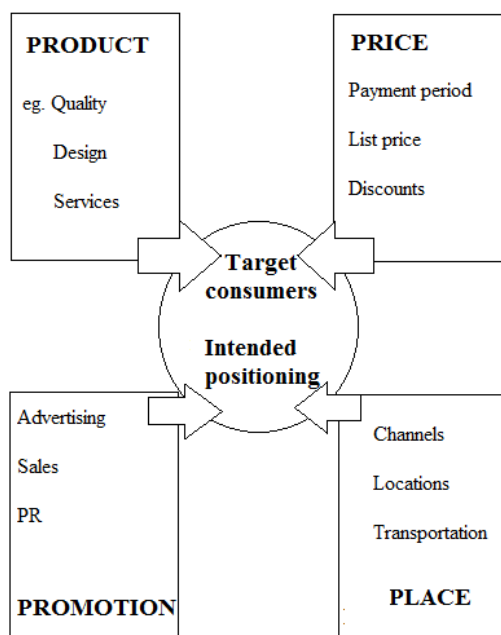 PRODUCT
eg. Quality
Design
Services
PRICE
Payment period
List price
Discounts
Target
consumers
Intended
positioning
Advertising
Sales
PR
PROMOTION
Channels
Locations
Transportation
PLACE